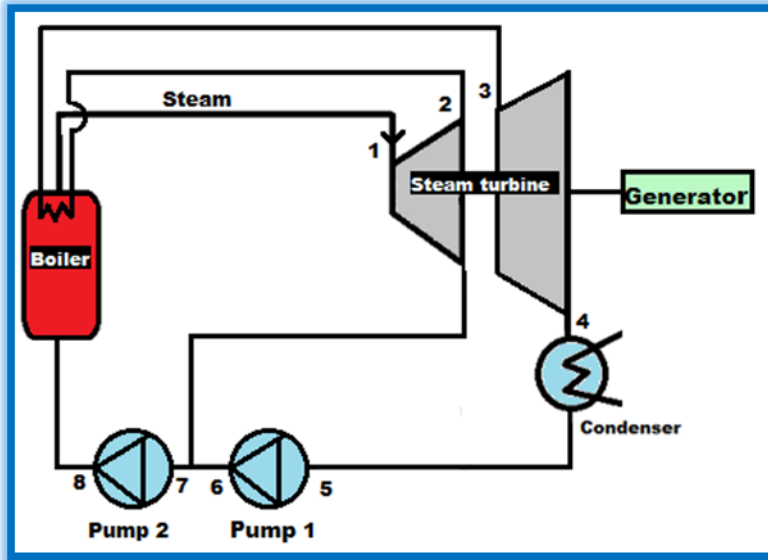 Steam
2
3
1
Steam turbine
Generator
Boiler
4
Condenser
8
7
6
5
Pump 2
Pump 1